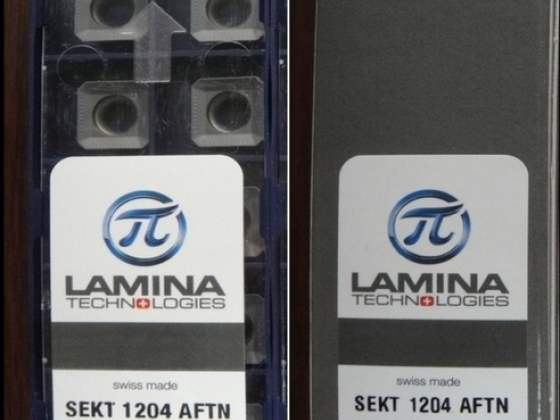 π
LAMINA
TECHNOLOGIES
swiss made
SEKT 1204 AFTN
π
LAMINA
TECHNOLOGIES
swiss made
SEKT 1204 AFTN